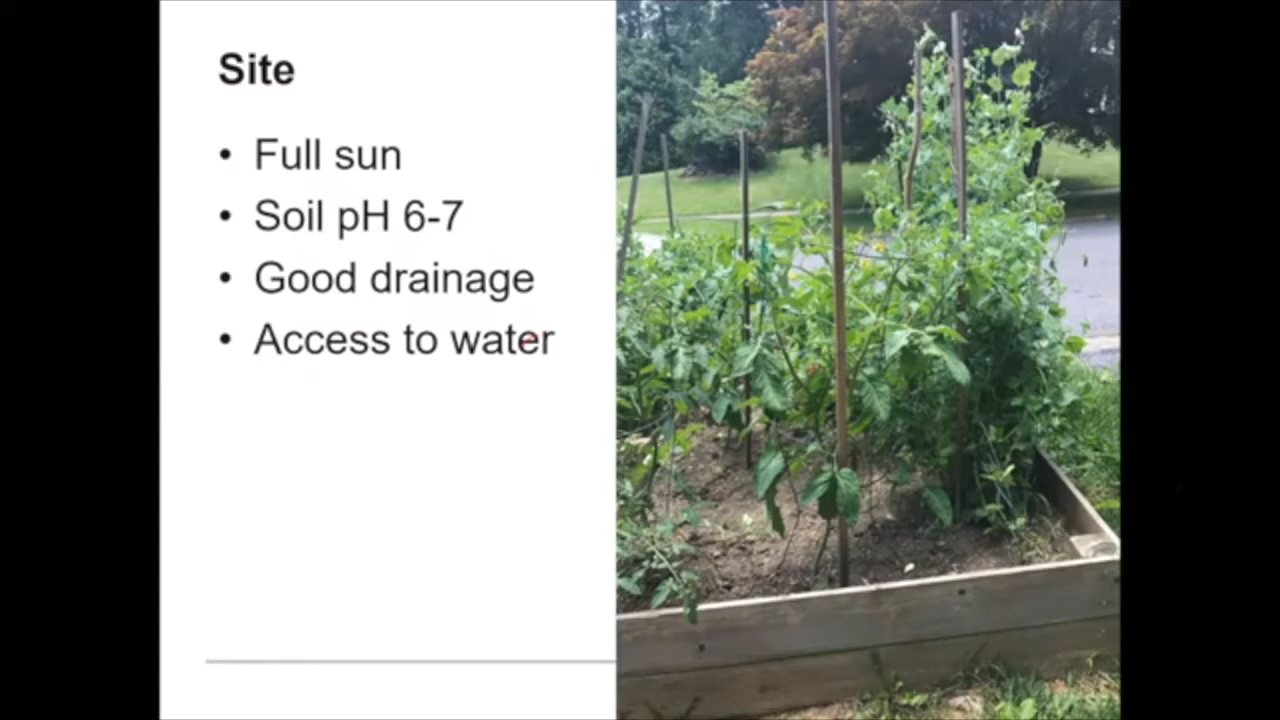 Site
• Full sun
• Soil pH 6-7
• Good drainage
• Access to water